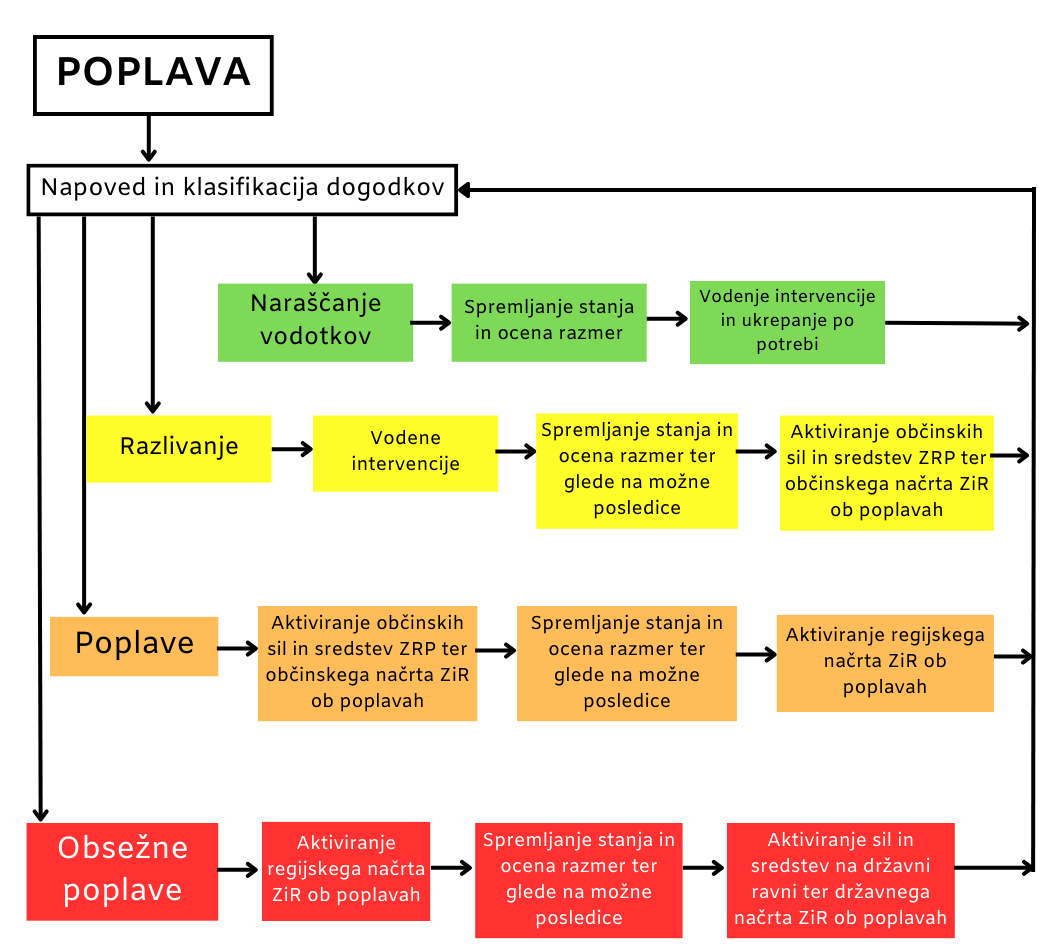 POPLAVA
Napoved in klasifikacija dogodkov
Naraščanje
vodotkov
Spremljanje stanja
in ocena razmer
Vodenje intervencije
in ukrepanje po
potrebi
Razlivanje
Vodene
intervencije
Spremljanje stanja in
ocena razmer ter
glede na možne
posledice
Aktiviranje občinskih
sil in sredstev ZRP ter
občinskega načrta ZiR
ob poplavah
Poplave
Aktiviranje občinskih
sil in sredstev ZRP ter
občinskega načrta ZiR
ob poplavah
Spremljanje stanja in
ocena razmer ter
glede na možne
posledice
Aktiviranje regijskega
načrta ZiR ob
poplavah
Obsežne
poplave
Aktiviranje
regijskega načrta
ZiR ob poplavah
Spremljanje stanja in
ocena razmer ter
glede na možne
posledice
Aktiviranje sil in
sredstev na državni
ravni ter državnega
načrta ZiR ob poplavah